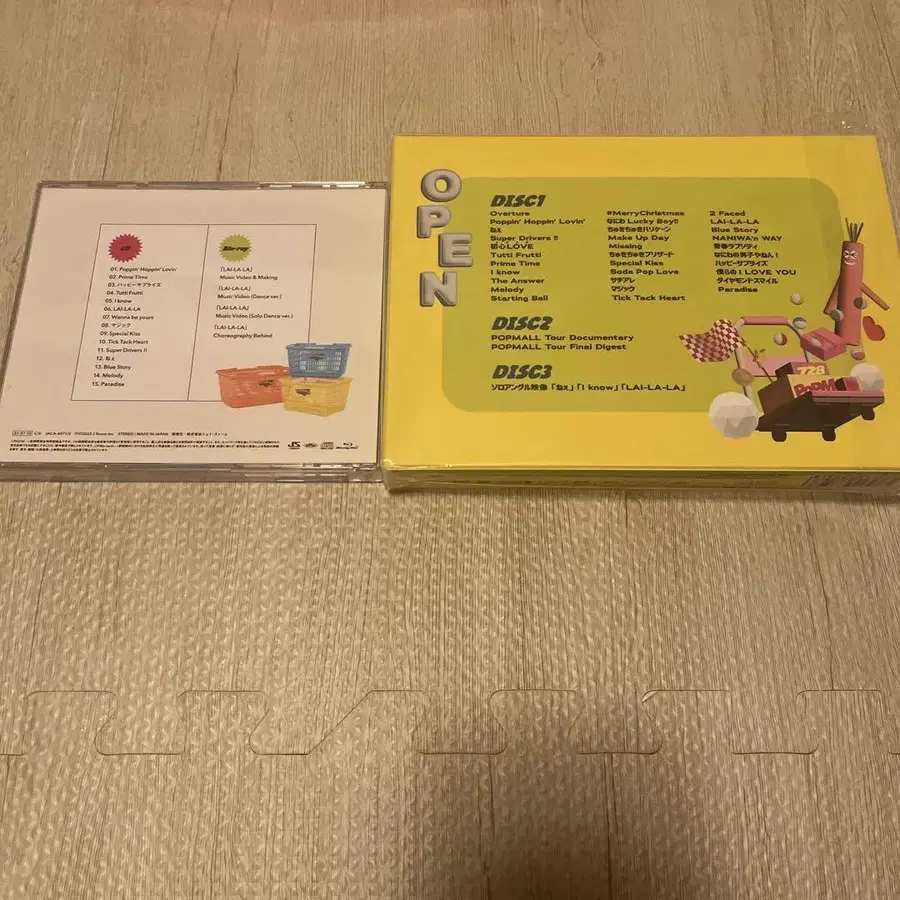 CD
01. Poppin' Hoppin' Lovin'
02. Prime Time
03. ハッピーサプライズ
04. Tutti Frutti
05. I know
06. LAI-LA-LA
07. Wanna be yours
08. マジック
09. Special Kiss
10. Tick Tack Heart
11. Super Drivers !!
12. ねぇ
13. Blue Story
14. Melody
15. Paradise
Blu-ray
「LAI-LA-LA」
Music Video & Making
「LAI-LA-LA」
Music Video (Dance ver.)
「LAI-LA-LA」
Music Video (Solo Dance ver.)
「LAI-LA-LA」
Choreography Behind
STEREO / MADE IN JAPAN
OPEN
DISC1
Overture
Poppin' Hoppin' Lovin'
ねぇ
Super Drivers !!
初心LOVE
Tutti Frutti
Prime Time
I know
The Answer
Melody
Starting Bell
#MerryChristmas
なにわ Lucky Boy!!
ちゅきちゅきハリケーン
Make Up Day
Missing
ちゅきちゅきブリザード
Special Kiss
Soda Pop Love
サチアレ
マジック
Tick Tack Heart
2 Faced
LAI-LA-LA
Blue Story
NANIWA'n WAY
青春ラプソディ
なにわの男子やねん！
ハッピーサプライズ
僕らの I LOVE YOU
ダイヤモンドスマイル
Paradise
DISC2
POPMALL Tour Documentary
POPMALL Tour Final Digest
DISC3
ソロアングル映像「ねぇ」「I know」「LAI-LA-LA」
728